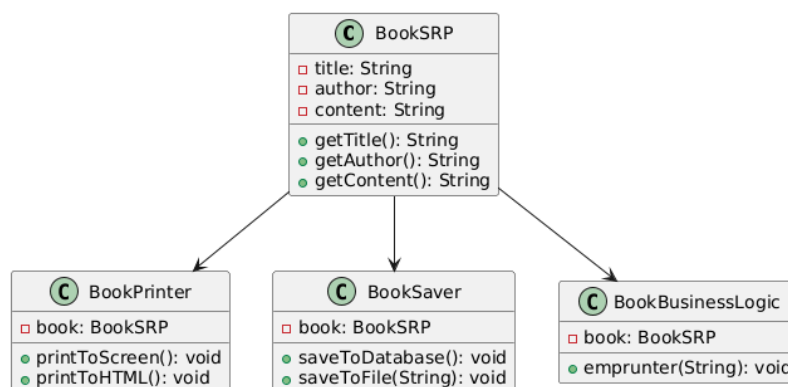 C BookSRP
title: String
author: String
content: String
getTitle(): String
getAuthor(): String
getContent(): String
C BookPrinter
book: BookSRP
printToScreen(): void
printToHTML(): void
C BookSaver
book: BookSRP
saveToDatabase(): void
saveToFile(String): void
C BookBusinessLogic
book: BookSRP
emprunter(String): void